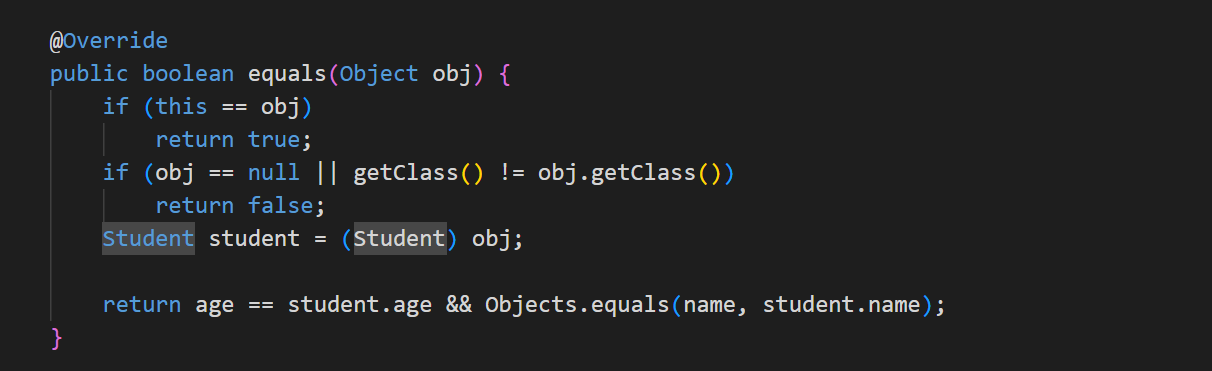 @Override
public boolean equals(Object obj) {
    if (this == obj)
        return true;
    if (obj == null || getClass() != obj.getClass())
        return false;
    Student student = (Student) obj;

    return age == student.age && Objects.equals(name, student.name);
}